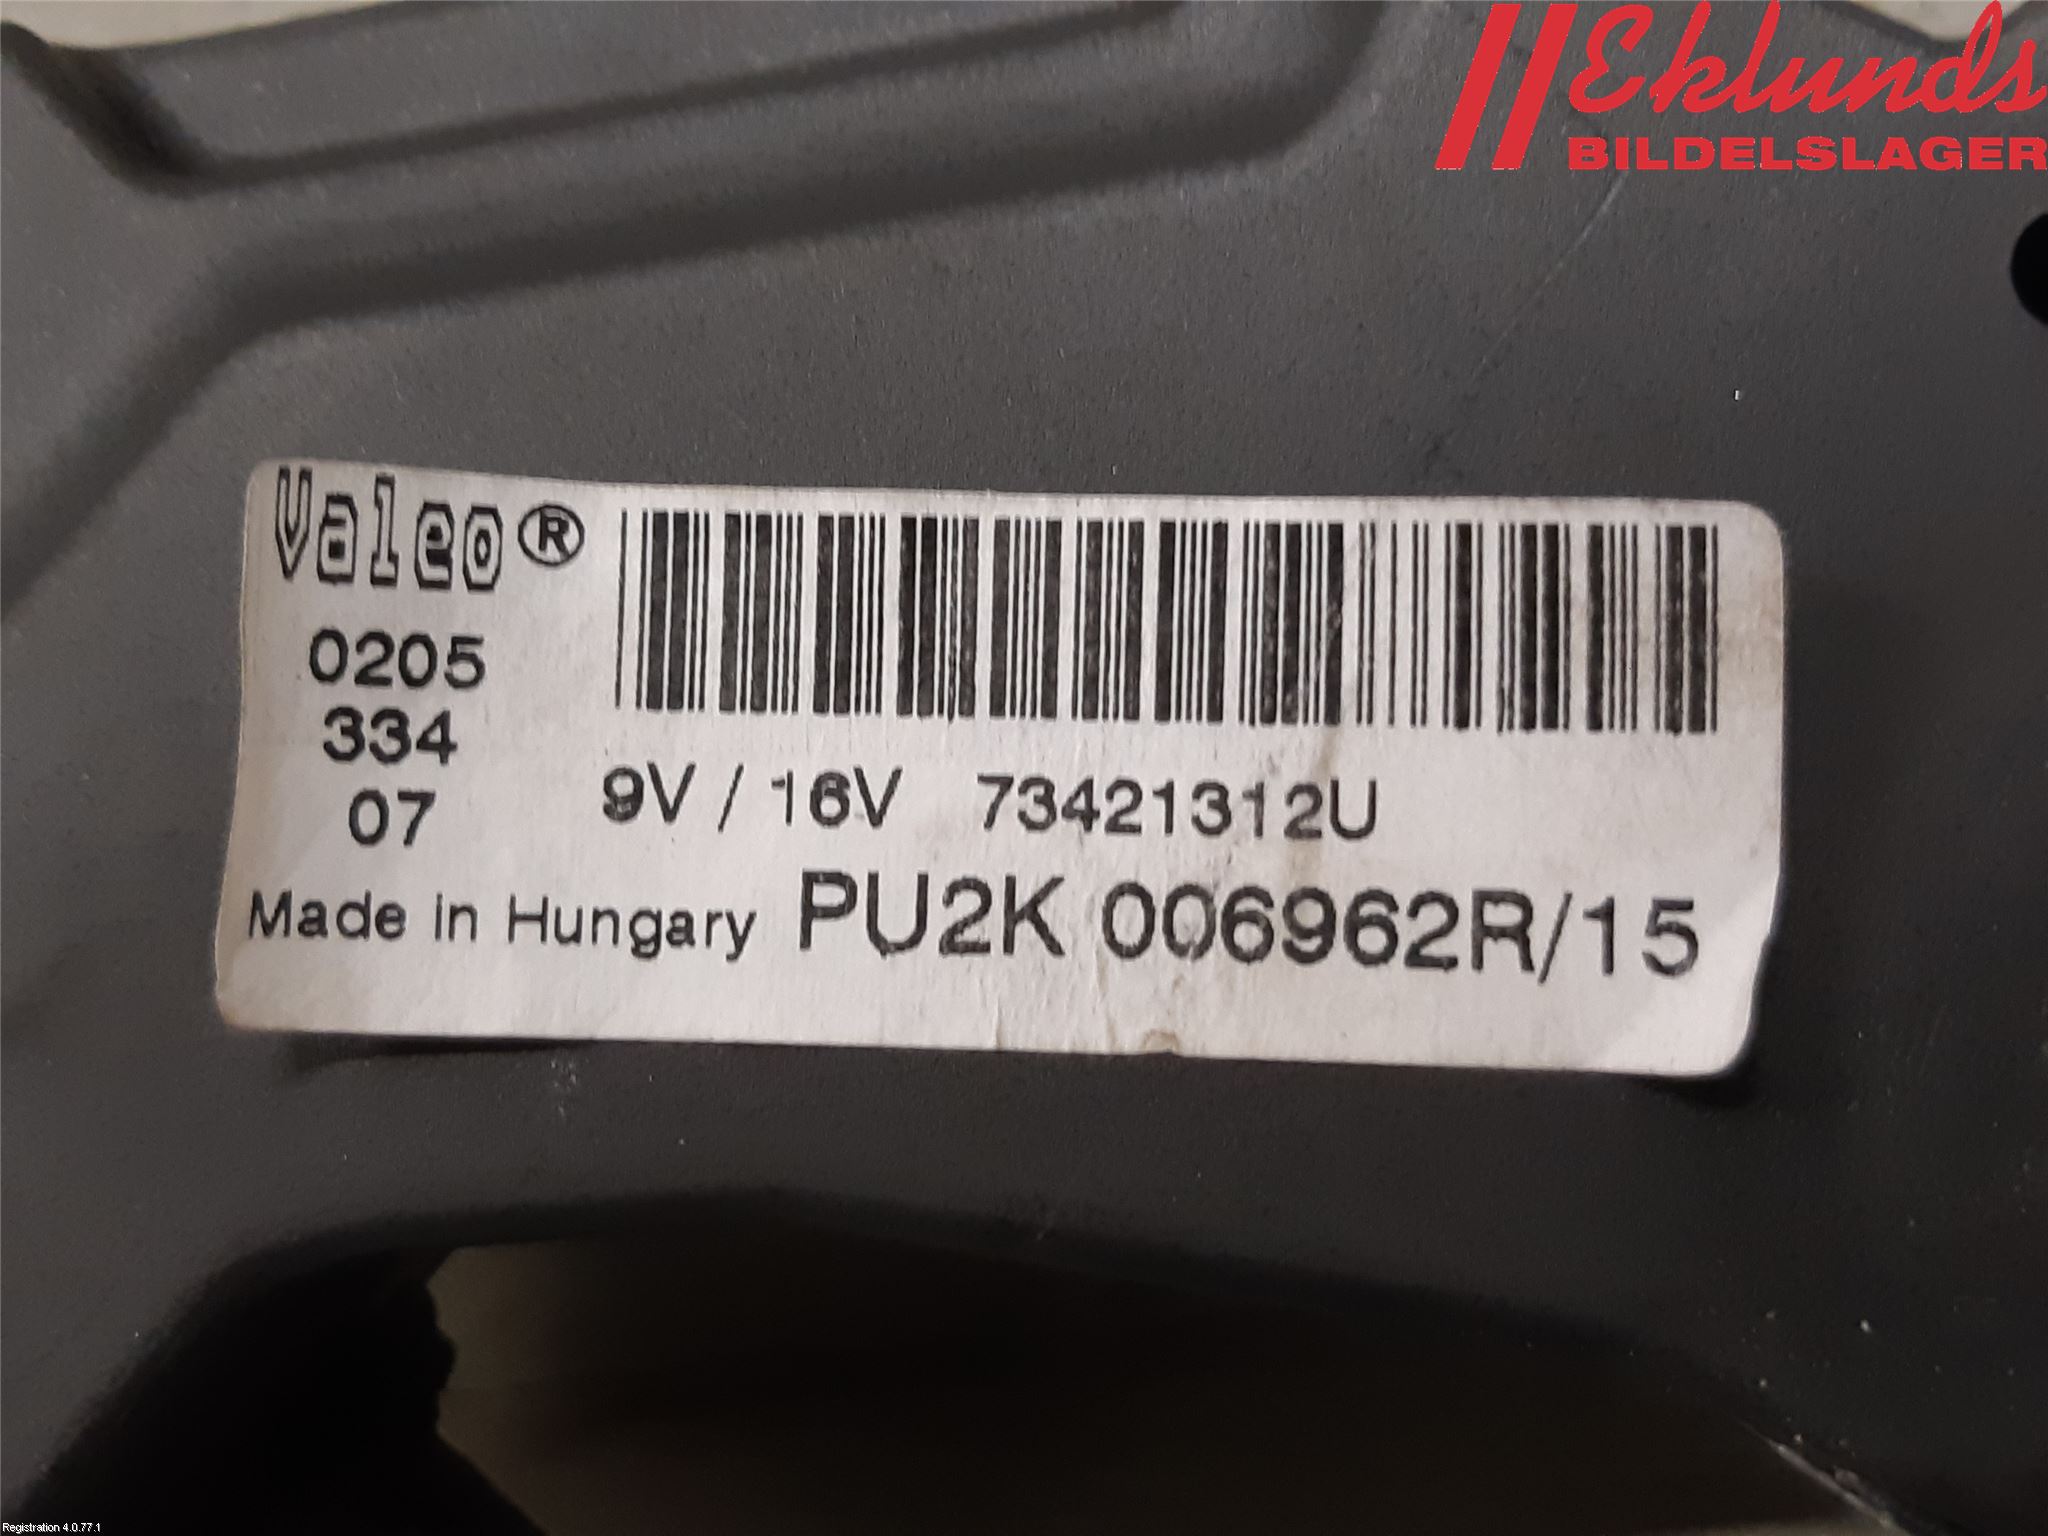 Eklunds
BILDELSLAGER
Valeo®
0205
334
07
9V / 16V 73421312U
Made in Hungary PU2K 006962R/15
Registration 4.0.77.1